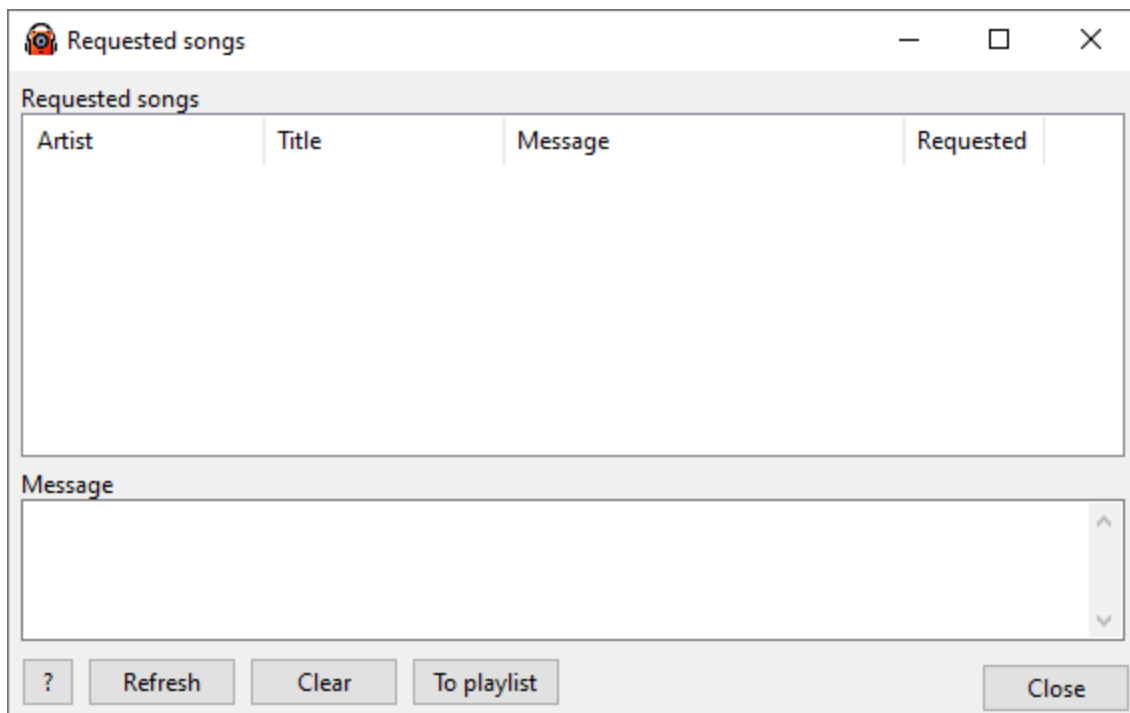 Requested songs
Requested songs
Artist Title Message Requested
Message
? Refresh Clear To playlist Close